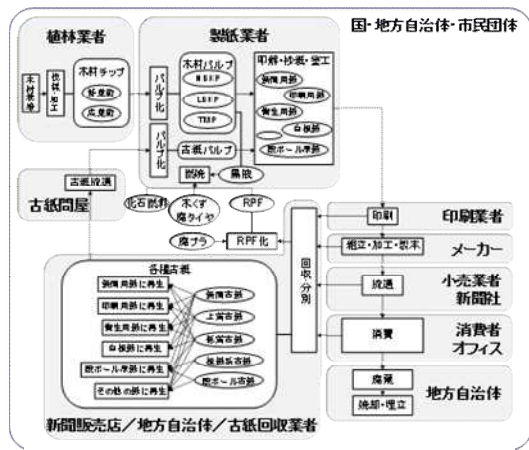 国・地方自治体・市民団体
植林業者
製紙業者
木材チップ
針葉樹
広葉樹
パルプ化
木材パルプ
NBKP
LBKP
TMP
新聞用紙
印刷用紙
衛生用紙
白板紙
段ボール原紙
パルプ化
古紙パルプ
古紙流通
古紙問屋
燃焼
黒液
化石燃料
木くず
廃タイヤ
RPF
廃プラ
RPF化
回収・分別
印刷
印刷業者
組立・加工・製本
メーカー
流通
小売業者
新聞社
消費
消費者
オフィス
廃棄
焼却・埋立
地方自治体
各種古紙
新聞用紙に再生
印刷用紙に再生
衛生用紙に再生
白板紙に再生
段ボール原紙に再生
その他の紙に再生
新聞古紙
上質古紙
雑誌古紙
段ボール古紙
新聞販売店／地方自治体／古紙回収業者